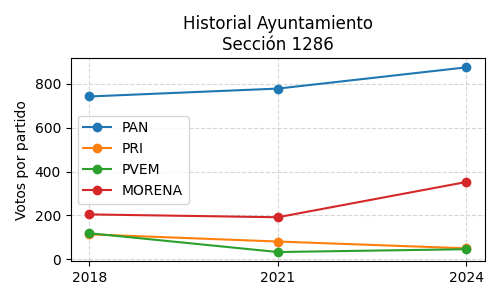 Historial Ayuntamiento
Sección 1286
Votos por partido
800
600
400
200
0
PAN
PRI
PVEM
MORENA
2018
2021
2024